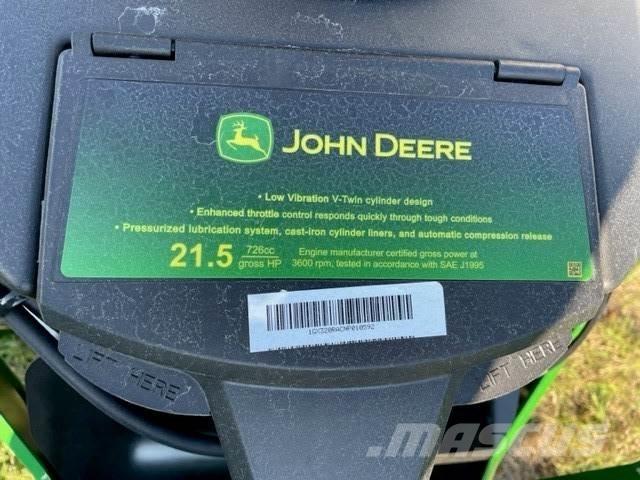 JOHN DEERE
• Low Vibration V-Twin cylinder design
• Enhanced throttle control responds quickly through tough conditions
• Pressurized lubrication system, cast-iron cylinder liners, and automatic compression release
21.5 726cc gross HP
Engine manufacturer certified gross power at
3600 rpm, tested in accordance with SAE J1995
1GX320RACNP010592
LIFT HERE
LIFT HERE
MASCUS